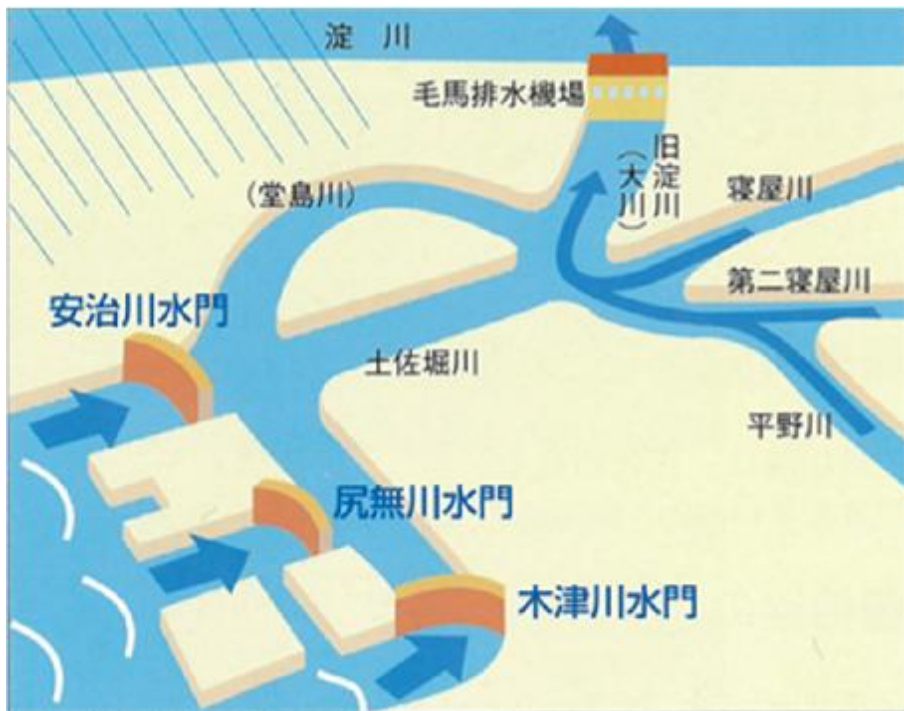 淀　川
毛馬排水機場
旧淀川
（大川）
寝屋川
（堂島川）
第二寝屋川
安治川水門
土佐堀川
平野川
尻無川水門
木津川水門